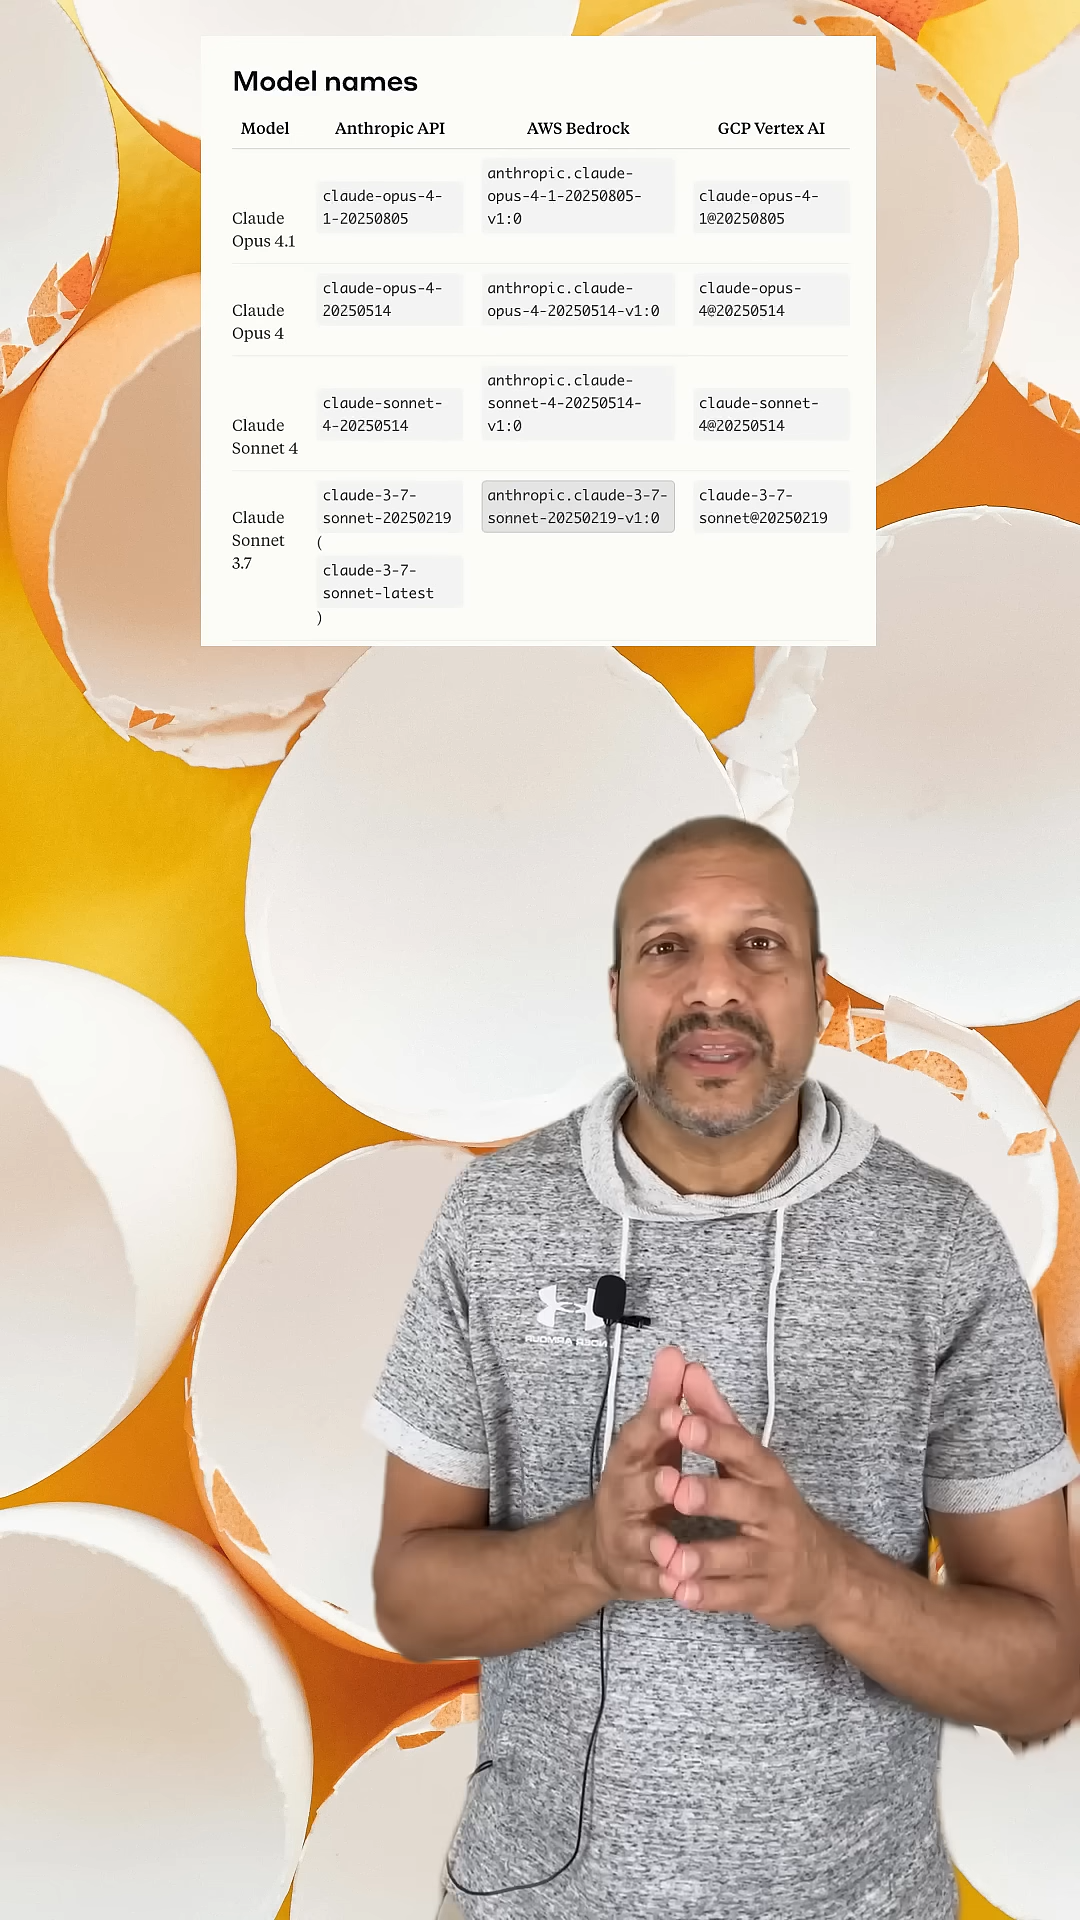 Model names
Model Anthropic API AWS Bedrock GCP Vertex AI
Claude
Opus 4.1
claude-opus-4-
1-20250805
anthropic.claude-
opus-4-1-20250805-
v1:0
claude-opus-4-
1@20250805
Claude
Opus 4
claude-opus-4-
20250514
anthropic.claude-
opus-4-20250514-v1:0
claude-opus-
4@20250514
Claude
Sonnet 4
claude-sonnet-
4-20250514
anthropic.claude-
sonnet-4-20250514-
v1:0
claude-sonnet-
4@20250514
Claude
Sonnet
3.7
claude-3-7-
sonnet-20250219
(
claude-3-7-
sonnet-latest
)
anthropic.claude-3-7-
sonnet-20250219-v1:0
claude-3-7-
sonnet@20250219